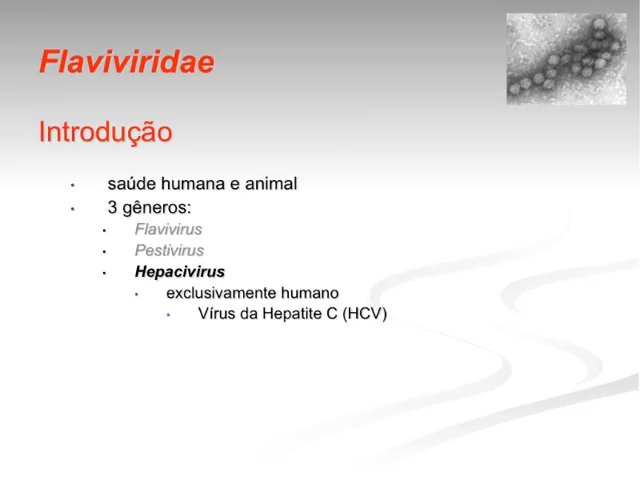 Flaviviridae
Introdução
• saúde humana e animal
• 3 gêneros:
• Flavivirus
• Pestivirus
• Hepacivirus
• exclusivamente humano
• Vírus da Hepatite C (HCV)